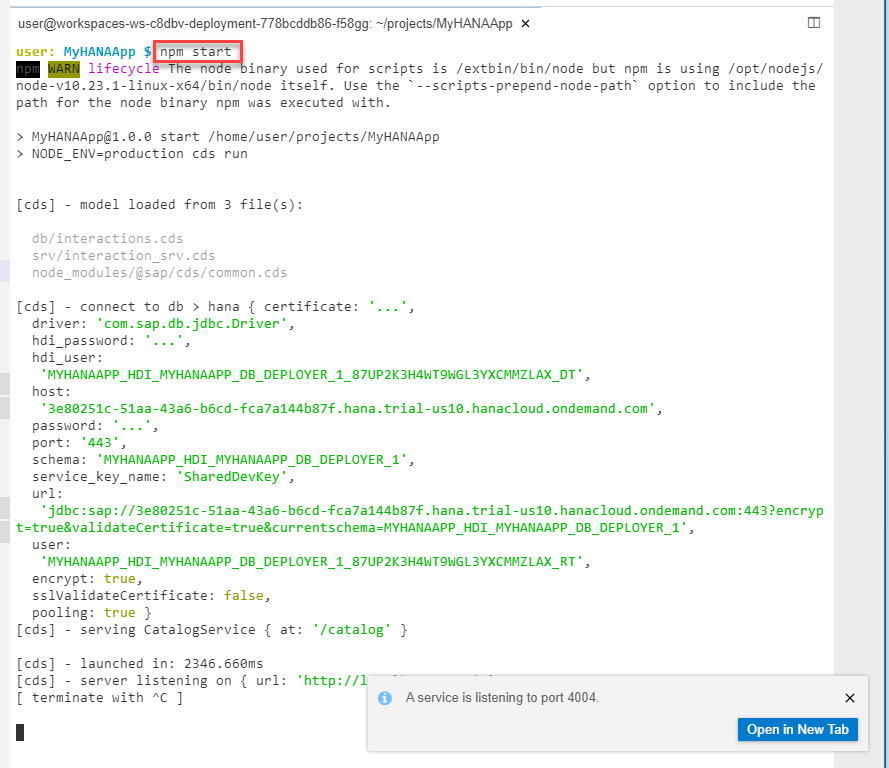 user@workspaces-ws-c8dbv-deployment-778bcddb86-f58gg: ~/projects/MyHANAApp ×
user: MyHANAApp $ npm start
npm WARN lifecycle The node binary used for scripts is /extbin/bin/node but npm is using /opt/nodejs/
node-v10.23.1-linux-x64/bin/node itself. Use the `--scripts-prepend-node-path` option to include the
path for the node binary npm was executed with.
> MyHANAApp@1.0.0 start /home/user/projects/MyHANAApp
> NODE_ENV=production cds run
[cds] - model loaded from 3 file(s):
db/interactions.cds
srv/interaction_srv.cds
node_modules/@sap/cds/common.cds
[cds] - connect to db > hana { certificate: '...',
driver: 'com.sap.db.jdbc.Driver',
hdi_password: '...',
hdi_user:
'MYHANAAPP_HDI_MYHANAAPP_DB_DEPLOYER_1_87UP2K3H4WT9WGL3YXCMMZLAX_DT',
host:
'3e80251c-51aa-43a6-b6cd-fca7a144b87f.hana.trial-us10.hanacloud.ondemand.com',
password: '...',
port: '443',
schema: 'MYHANAAPP_HDI_MYHANAAPP_DB_DEPLOYER_1',
service_key_name: 'SharedDevKey',
url:
'jdbc:sap://3e80251c-51aa-43a6-b6cd-fca7a144b87f.hana.trial-us10.hanacloud.ondemand.com:443?encryp
t=true&validateCertificate=true&currentschema=MYHANAAPP_HDI_MYHANAAPP_DB_DEPLOYER_1',
user:
'MYHANAAPP_HDI_MYHANAAPP_DB_DEPLOYER_1_87UP2K3H4WT9WGL3YXCMMZLAX_RT',
encrypt: true,
sslValidateCertificate: false,
pooling: true }
[cds] - serving CatalogService { at: '/catalog' }
[cds] - launched in: 2346.660ms
[cds] - server listening on { url: 'http://l
[ terminate with ^C ]
A service is listening to port 4004.
Open in New Tab